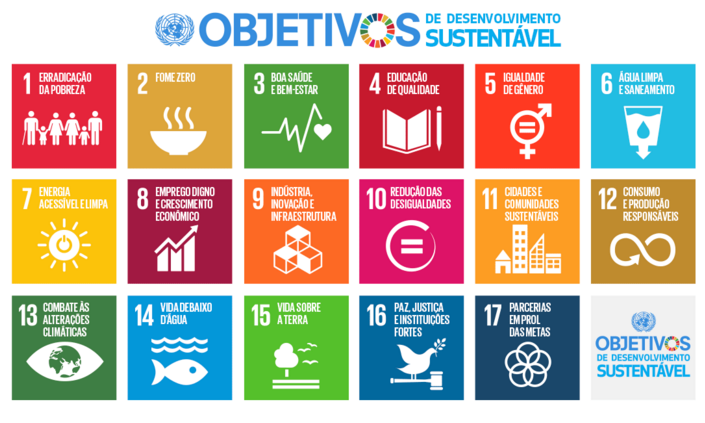 OBJETIVOS
DE DESENVOLVIMENTO
SUSTENTÁVEL
1 ERRADICAÇÃO
DA POBREZA
2 FOME ZERO
3 BOA SAÚDE
E BEM-ESTAR
4 EDUCAÇÃO
DE QUALIDADE
5 IGUALDADE
DE GÊNERO
6 ÁGUA LIMPA
E SANEAMENTO
7 ENERGIA
ACESSÍVEL E LIMPA
8 EMPREGO DIGNO
E CRESCIMENTO
ECONÔMICO
9 INDÚSTRIA,
INOVAÇÃO E
INFRAESTRUTURA
10 REDUÇÃO DAS
DESIGUALDADES
11 CIDADES E
COMUNIDADES
SUSTENTÁVEIS
12 CONSUMO
E PRODUÇÃO
RESPONSÁVEIS
13 COMBATE ÀS
ALTERAÇÕES
CLIMÁTICAS
14 VIDA DEBAIXO
D'ÁGUA
15 VIDA SOBRE
A TERRA
16 PAZ, JUSTIÇA
E INSTITUIÇÕES
FORTES
17 PARCERIAS
EM PROL
DAS METAS
OBJETIVOS
DE DESENVOLVIMENTO
SUSTENTÁVEL